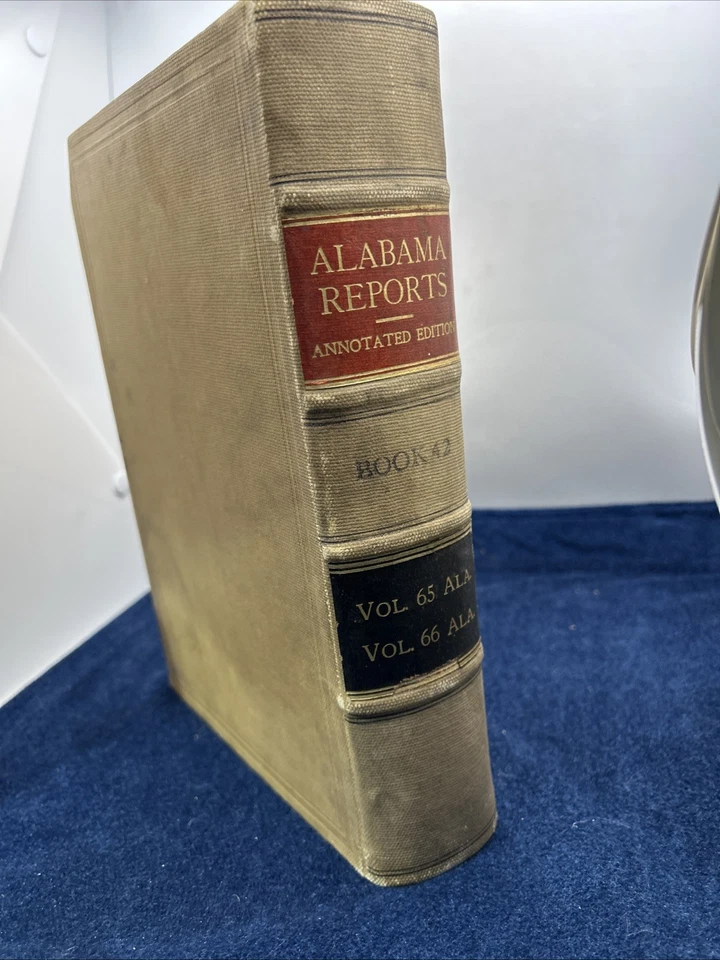 ALABAMA
REPORTS
ANNOTATED EDITION
BOOK 42
VOL. 65 ALA.
VOL. 66 ALA.